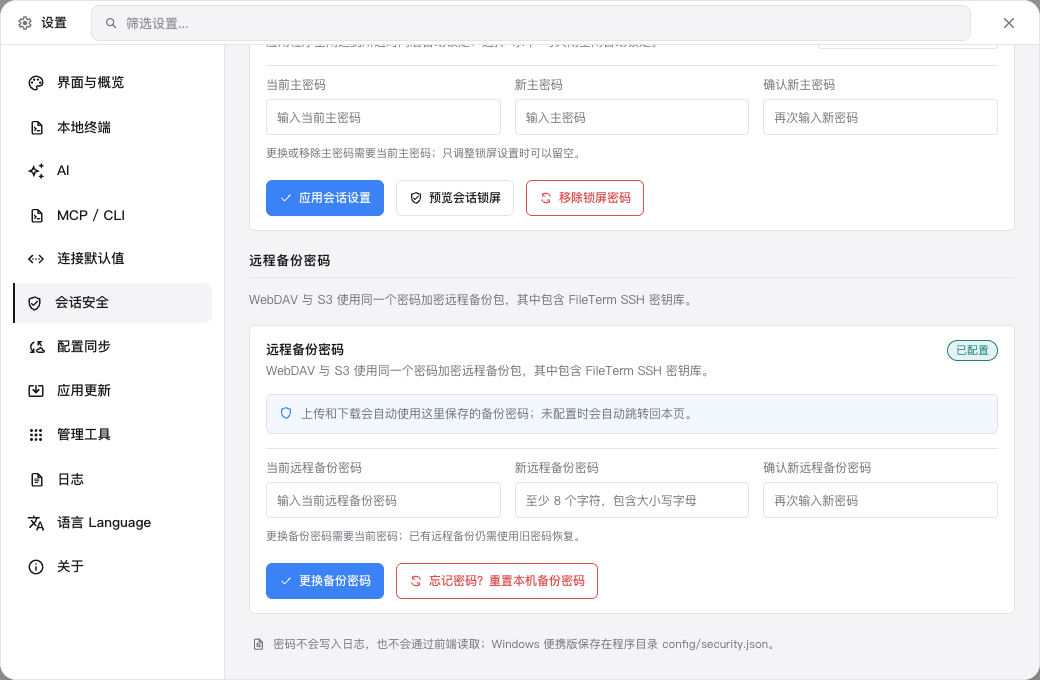 设置
筛选设置...
界面与概览
本地终端
AI
MCP / CLI
连接默认值
会话安全
配置同步
应用更新
管理工具
日志
语言 Language
关于
当前主密码 新主密码 确认新主密码
输入当前主密码 输入主密码 再次输入新密码
更换或移除主密码需要当前主密码；只调整锁屏设置时可以留空。
应用会话设置 预览会话锁屏 移除锁屏密码
远程备份密码
WebDAV 与 S3 使用同一个密码加密远程备份包，其中包含 FileTerm SSH 密钥库。
远程备份密码 已配置
WebDAV 与 S3 使用同一个密码加密远程备份包，其中包含 FileTerm SSH 密钥库。
上传和下载会自动使用这里保存的备份密码；未配置时会自动跳转回本页。
当前远程备份密码 新远程备份密码 确认新远程备份密码
输入当前远程备份密码 至少 8 个字符，包含大小写字母 再次输入新密码
更换备份密码需要当前密码；已有远程备份仍需使用旧密码恢复。
更换备份密码 忘记密码？重置本机备份密码
密码不会写入日志，也不会通过前端读取；Windows 便携版保存在程序目录 config/security.json。